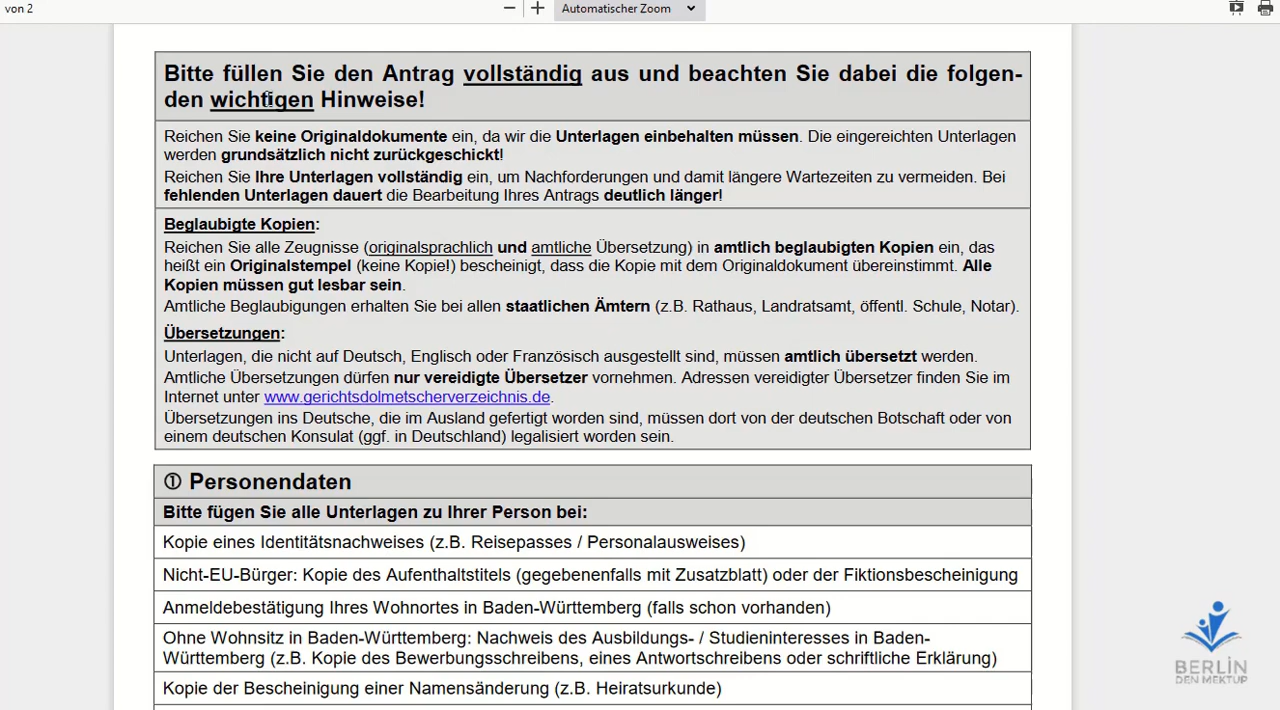 von 2
Automatischer Zoom
Bitte füllen Sie den Antrag vollständig aus und beachten Sie dabei die folgen-
den wichtigen Hinweise!
Reichen Sie keine Originaldokumente ein, da wir die Unterlagen einbehalten müssen. Die eingereichten Unterlagen
werden grundsätzlich nicht zurückgeschickt!
Reichen Sie Ihre Unterlagen vollständig ein, um Nachforderungen und damit längere Wartezeiten zu vermeiden. Bei
fehlenden Unterlagen dauert die Bearbeitung Ihres Antrags deutlich länger!
Beglaubigte Kopien:
Reichen Sie alle Zeugnisse (originalsprachlich und amtliche Übersetzung) in amtlich beglaubigten Kopien ein, das
heißt ein Originalstempel (keine Kopie!) bescheinigt, dass die Kopie mit dem Originaldokument übereinstimmt. Alle
Kopien müssen gut lesbar sein.
Amtliche Beglaubigungen erhalten Sie bei allen staatlichen Ämtern (z.B. Rathaus, Landratsamt, öffentl. Schule, Notar).
Übersetzungen:
Unterlagen, die nicht auf Deutsch, Englisch oder Französisch ausgestellt sind, müssen amtlich übersetzt werden.
Amtliche Übersetzungen dürfen nur vereidigte Übersetzer vornehmen. Adressen vereidigter Übersetzer finden Sie im
Internet unter www.gerichtsdolmetscherverzeichnis.de.
Übersetzungen ins Deutsche, die im Ausland gefertigt worden sind, müssen dort von der deutschen Botschaft oder von
einem deutschen Konsulat (ggf. in Deutschland) legalisiert worden sein.
① Personendaten
Bitte fügen Sie alle Unterlagen zu Ihrer Person bei:
Kopie eines Identitätsnachweises (z.B. Reisepasses / Personalausweises)
Nicht-EU-Bürger: Kopie des Aufenthaltstitels (gegebenenfalls mit Zusatzblatt) oder der Fiktionsbescheinigung
Anmeldebestätigung Ihres Wohnortes in Baden-Württemberg (falls schon vorhanden)
Ohne Wohnsitz in Baden-Württemberg: Nachweis des Ausbildungs- / Studieninteresses in Baden-
Württemberg (z.B. Kopie des Bewerbungsschreibens, eines Antwortschreibens oder schriftliche Erklärung)
Kopie der Bescheinigung einer Namensänderung (z.B. Heiratsurkunde)
BERLİN
DEN MEKTUP